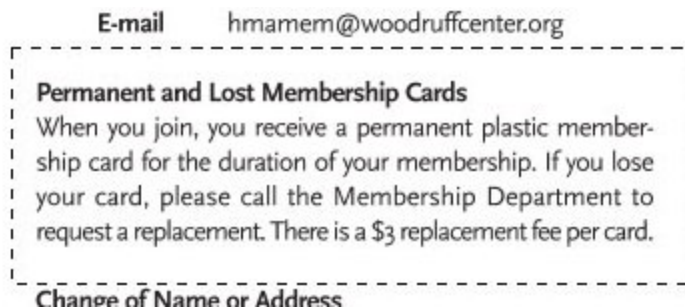 E-mail hmamem@woodruffcenter.org
Permanent and Lost Membership Cards
When you join, you receive a permanent plastic member-
ship card for the duration of your membership. If you lose
your card, please call the Membership Department to
request a replacement. There is a $3 replacement fee per card.
Change of Name or Address